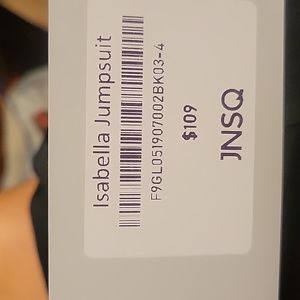 Isabella Jumpsuit
F9GL051907002BK03-4
$109
JNSQ